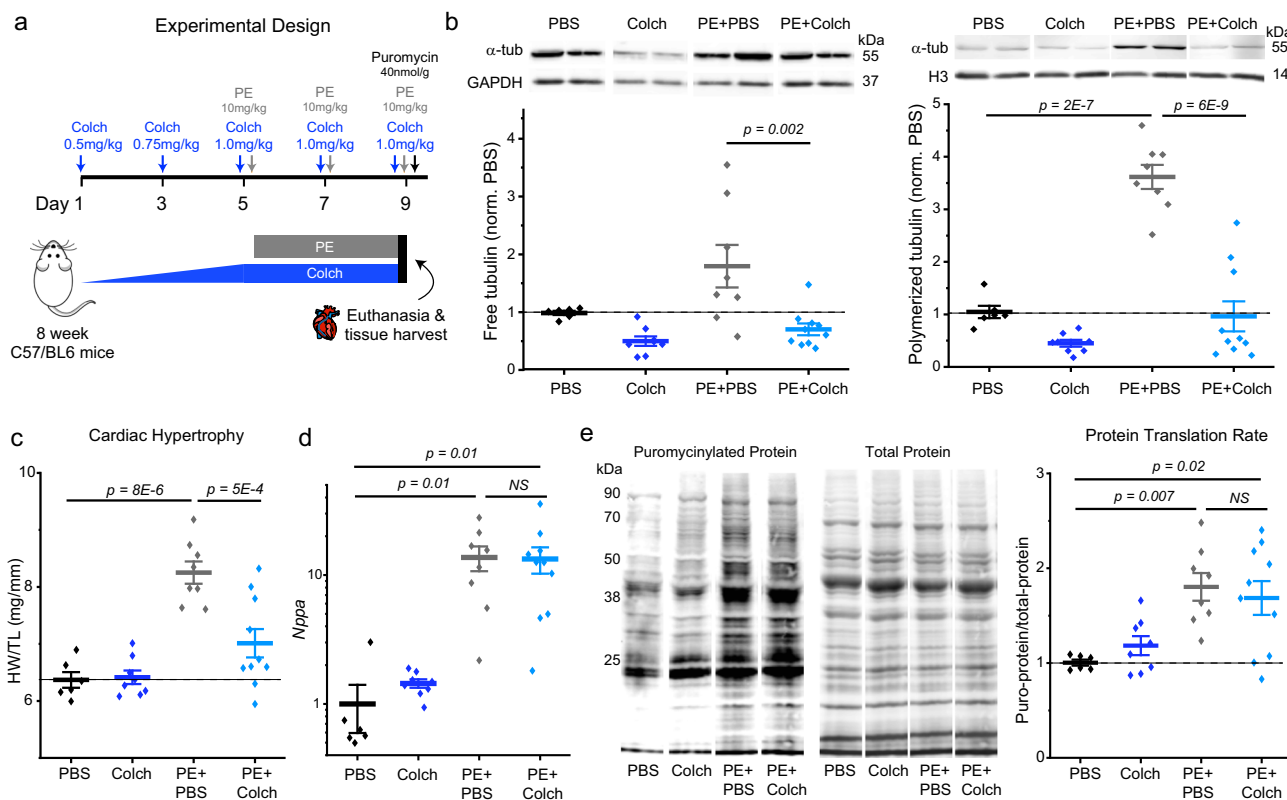 a
Experimental Design
Puromycin
40nmol/g
PE
10mg/kg
PE
10mg/kg
PE
10mg/kg
Colch
0.5mg/kg
Colch
0.75mg/kg
Colch
1.0mg/kg
Colch
1.0mg/kg
Colch
1.0mg/kg
Day 1
3
5
7
9
PE
Colch
8 week
C57/BL6 mice
Euthanasia &
tissue harvest
b
PBS Colch PE+PBS PE+Colch
kDa
α-tub 55
GAPDH 37
p = 0.002
Free tubulin (norm. PBS)
4
3
2
1
0
PBS Colch PE+PBS PE+Colch
PBS Colch PE+PBS PE+Colch
kDa
α-tub 55
H3 14
p = 2E-7
p = 6E-9
Polymerized tubulin (norm. PBS)
5
4
3
2
1
0
PBS Colch PE+PBS PE+Colch
c
Cardiac Hypertrophy
p = 8E-6
p = 5E-4
HW/TL (mg/mm)
10
8
6
PBS
Colch
PE+
PBS
PE+
Colch
d
p = 0.01
p = 0.01
NS
Nppa
10
1
PBS
Colch
PE+
PBS
PE+
Colch
e
Puromycinylated Protein
Total Protein
kDa
90
70
50
38
25
PBS
Colch
PE+
PBS
PE+
Colch
PBS
Colch
PE+
PBS
PE+
Colch
Protein Translation Rate
p = 0.02
p = 0.007
NS
Puro-protein/total-protein
3
2
1
0
PBS
Colch
PE+
PBS
PE+
Colch